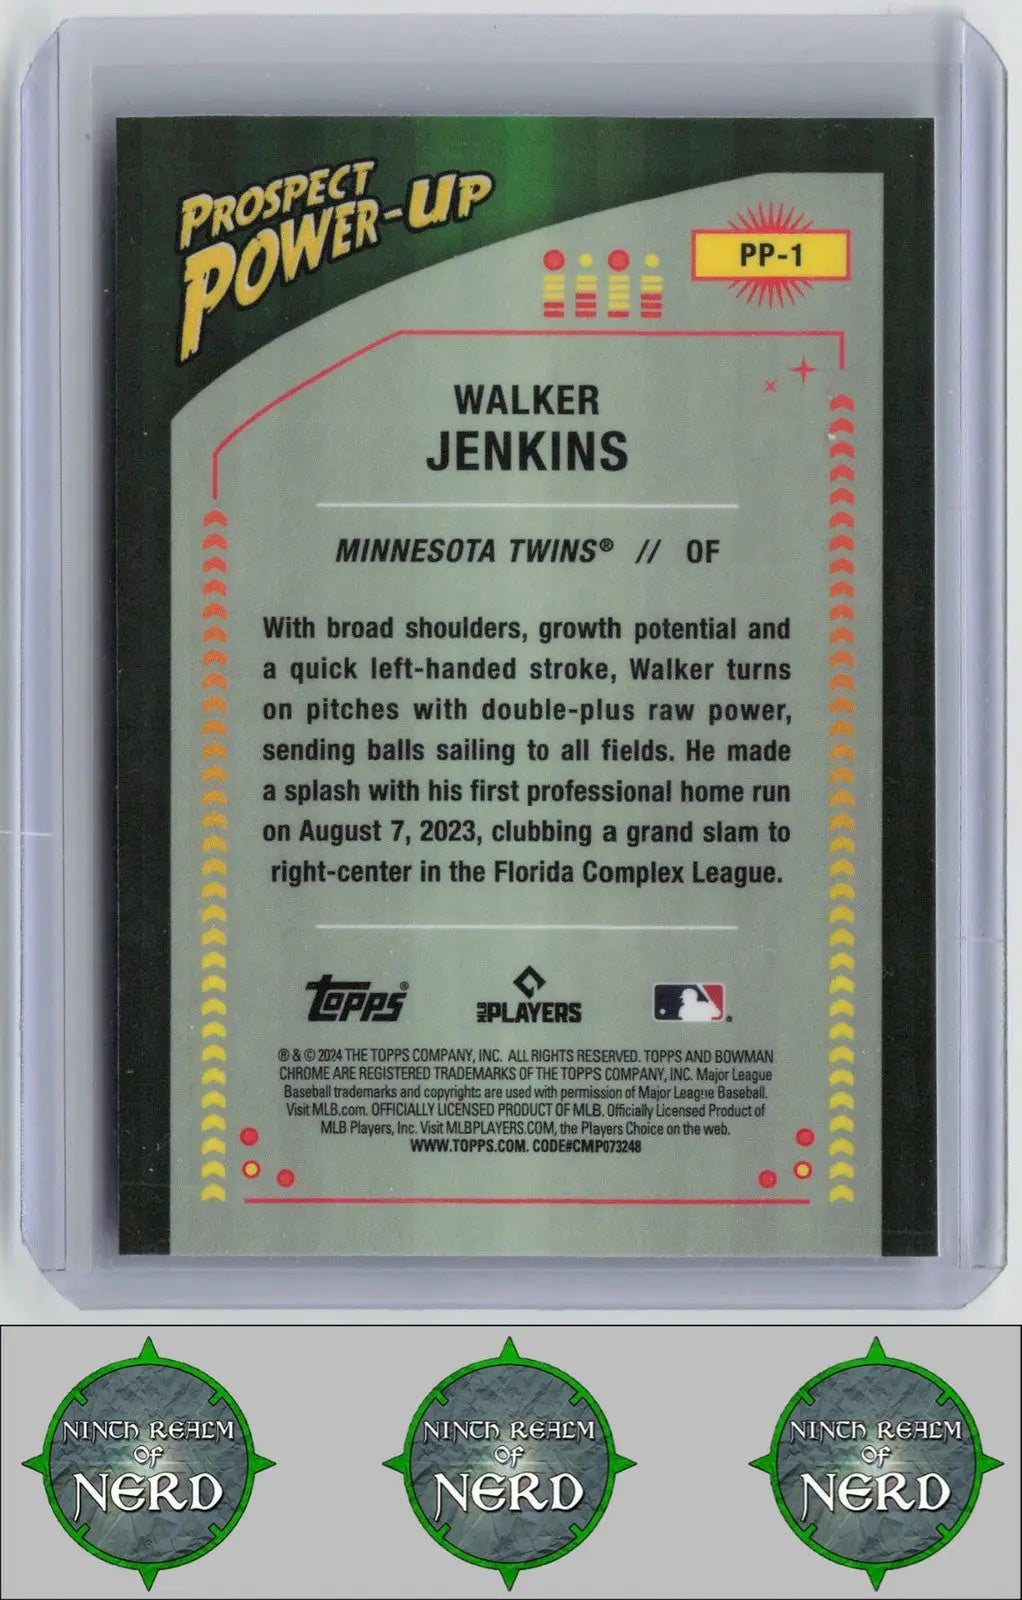 PROSPECT
POWER-UP
PP-1
WALKER
JENKINS
MINNESOTA TWINS® // OF
With broad shoulders, growth potential and
a quick left-handed stroke, Walker turns
on pitches with double-plus raw power,
sending balls sailing to all fields. He made
a splash with his first professional home run
on August 7, 2023, clubbing a grand slam to
right-center in the Florida Complex League.
topps® MLB PLAYERS ®
® & © 2024 THE TOPPS COMPANY, INC. ALL RIGHTS RESERVED. TOPPS AND BOWMAN
CHROME ARE REGISTERED TRADEMARKS OF THE TOPPS COMPANY, INC. Major League
Baseball trademarks and copyrights are used with permission of Major League Baseball.
Visit MLB.com. OFFICIALLY LICENSED PRODUCT OF MLB. Officially Licensed Product of
MLB Players, Inc. Visit MLBPLAYERS.COM, the Players Choice on the web.
WWW.TOPPS.COM. CODE#CMP073248
NINTH REALM
OF
NERD
NINTH REALM
OF
NERD
NINTH REALM
OF
NERD